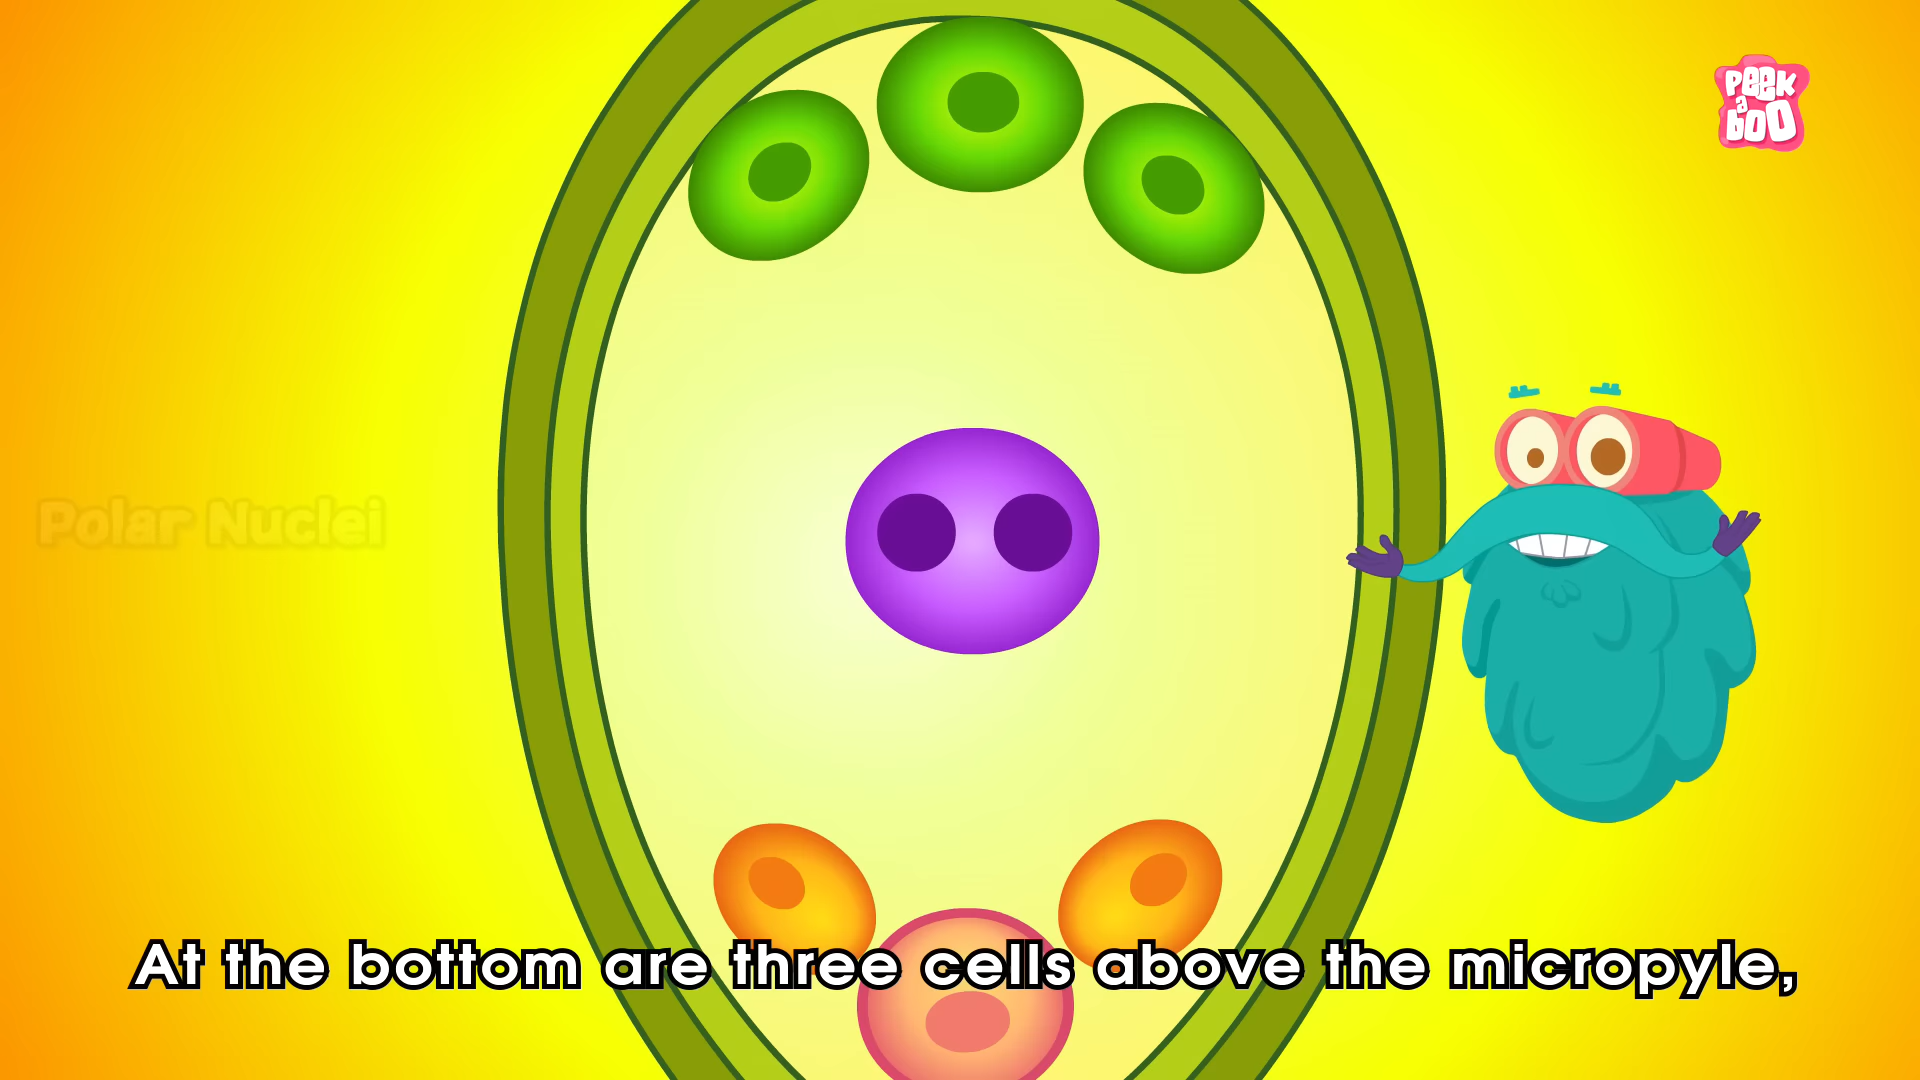 PEEK
a
boo
Polar Nuclei
At the bottom are three cells above the micropyle,